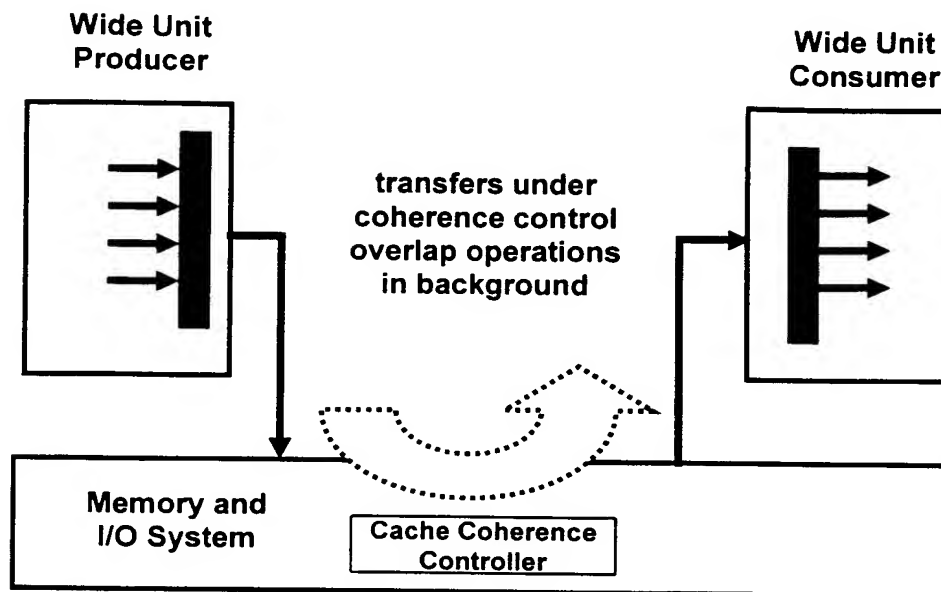 Wide Unit
Producer
Wide Unit
Consumer
transfers under
coherence control
overlap operations
in background
Memory and
I/O System
Cache Coherence
Controller